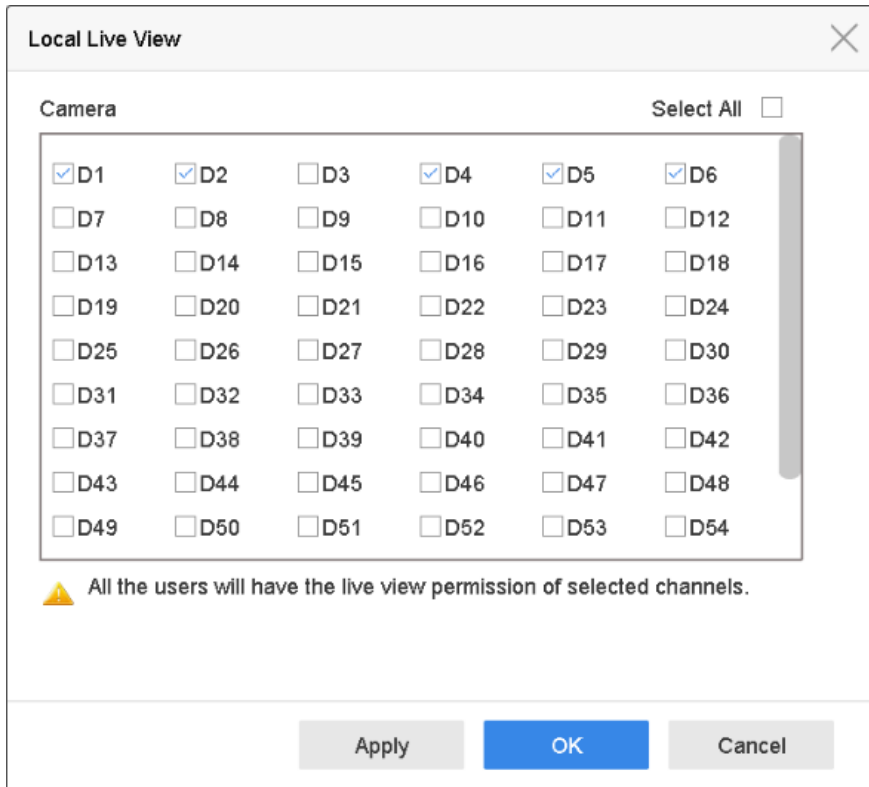 Local Live View
Camera Select All
D1 D2 D3 D4 D5 D6
D7 D8 D9 D10 D11 D12
D13 D14 D15 D16 D17 D18
D19 D20 D21 D22 D23 D24
D25 D26 D27 D28 D29 D30
D31 D32 D33 D34 D35 D36
D37 D38 D39 D40 D41 D42
D43 D44 D45 D46 D47 D48
D49 D50 D51 D52 D53 D54
All the users will have the live view permission of selected channels.
Apply OK Cancel